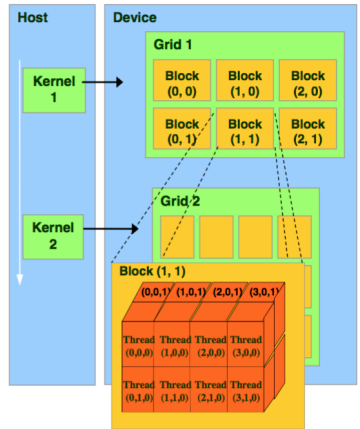 Host
Device
Grid 1
Kernel
1
Block
(0, 0)
Block
(1, 0)
Block
(2, 0)
Block
(0, 1)
Block
(1, 1)
Block
(2, 1)
Kernel
2
Grid 2
Block (1, 1)
(0,0,1) (1,0,1) (2,0,1) (3,0,1)
Thread Thread Thread Thread
(0,0,0) (1,0,0) (2,0,0) (3,0,0)
Thread Thread Thread Thread
(0,1,0) (1,1,0) (2,1,0) (3,1,0)